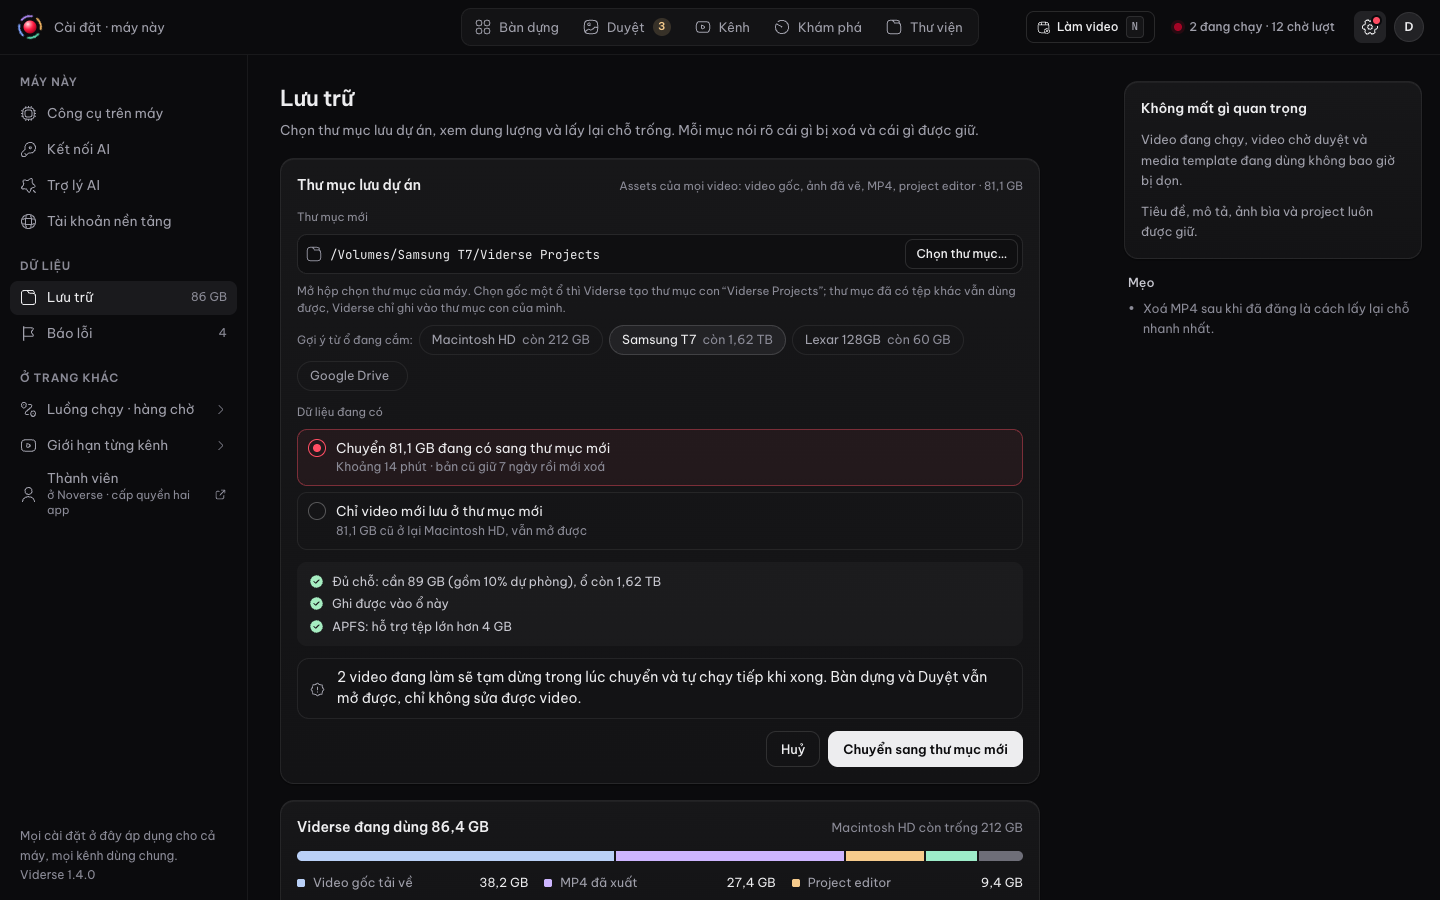 Cài đặt · máy này
Bàn dựng
Duyệt 3
Kênh
Khám phá
Thư viện
Làm video N
2 đang chạy · 12 chờ lượt
D
MÁY NÀY
Công cụ trên máy
Kết nối AI
Trợ lý AI
Tài khoản nền tảng
DỮ LIỆU
Lưu trữ 86 GB
Báo lỗi 4
Ở TRANG KHÁC
Luồng chạy · hàng chờ
Giới hạn từng kênh
Thành viên
ở Noverse · cấp quyền hai
app
Mọi cài đặt ở đây áp dụng cho cả
máy, mọi kênh dùng chung.
Viderse 1.4.0
Lưu trữ
Chọn thư mục lưu dự án, xem dung lượng và lấy lại chỗ trống. Mỗi mục nói rõ cái gì bị xoá và cái gì được giữ.
Thư mục lưu dự án
Assets của mọi video: video gốc, ảnh đã vẽ, MP4, project editor · 81,1 GB
Thư mục mới
/Volumes/Samsung T7/Viderse Projects
Chọn thư mục...
Mở hộp chọn thư mục của máy. Chọn gốc một ổ thì Viderse tạo thư mục con “Viderse Projects”; thư mục đã có tệp khác vẫn dùng
được, Viderse chỉ ghi vào thư mục con của mình.
Gợi ý từ ổ đang cắm:
Macintosh HD còn 212 GB
Samsung T7 còn 1,62 TB
Lexar 128GB còn 60 GB
Google Drive
Dữ liệu đang có
Chuyển 81,1 GB đang có sang thư mục mới
Khoảng 14 phút · bản cũ giữ 7 ngày rồi mới xoá
Chỉ video mới lưu ở thư mục mới
81,1 GB cũ ở lại Macintosh HD, vẫn mở được
Đủ chỗ: cần 89 GB (gồm 10% dự phòng), ổ còn 1,62 TB
Ghi được vào ổ này
APFS: hỗ trợ tệp lớn hơn 4 GB
2 video đang làm sẽ tạm dừng trong lúc chuyển và tự chạy tiếp khi xong. Bàn dựng và Duyệt vẫn
mở được, chỉ không sửa được video.
Huỷ
Chuyển sang thư mục mới
Viderse đang dùng 86,4 GB
Macintosh HD còn trống 212 GB
Video gốc tải về 38,2 GB
MP4 đã xuất 27,4 GB
Project editor 9,4 GB
Không mất gì quan trọng
Video đang chạy, video chờ duyệt và
media template đang dùng không bao giờ
bị dọn.
Tiêu đề, mô tả, ảnh bìa và project luôn
được giữ.
Mẹo
• Xoá MP4 sau khi đã đăng là cách lấy lại chỗ
nhanh nhất.